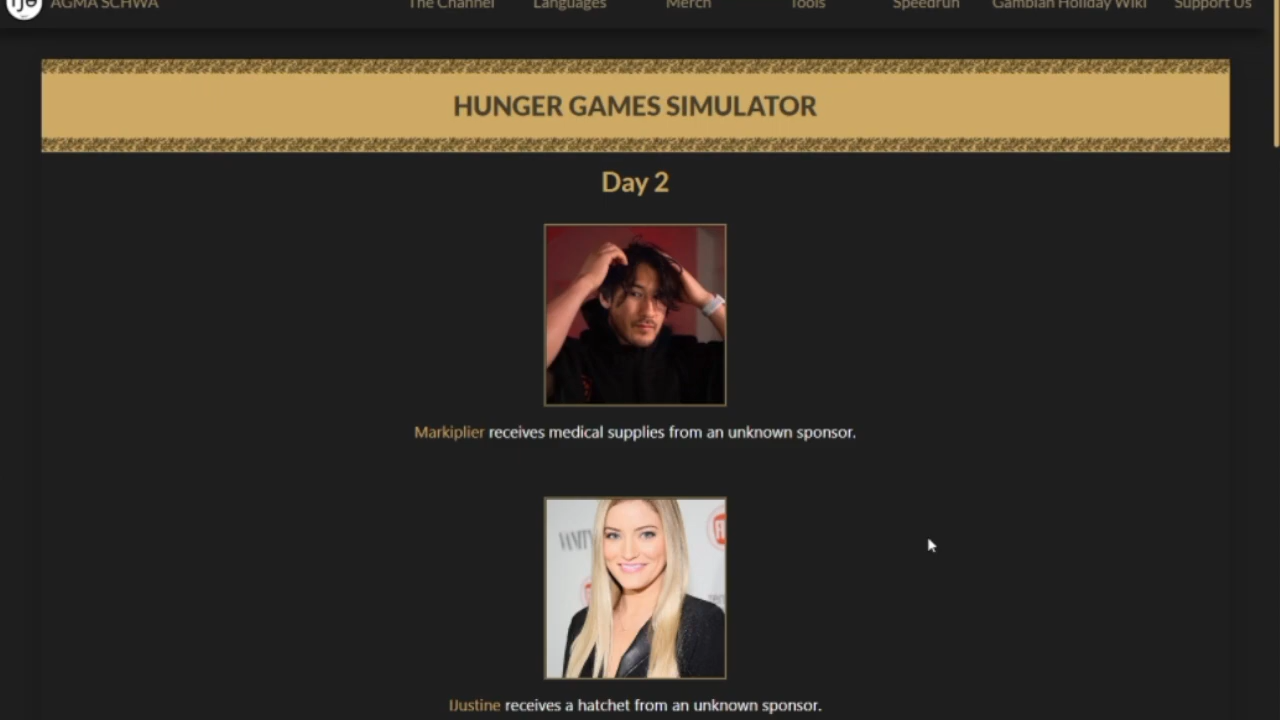 AGMA SCHWA
The Channel
Languages
Merch
Tools
Speedrun
Gambian Holiday Wiki
Support Us
HUNGER GAMES SIMULATOR
Day 2
Markiplier receives medical supplies from an unknown sponsor.
VANITY
IJustine receives a hatchet from an unknown sponsor.